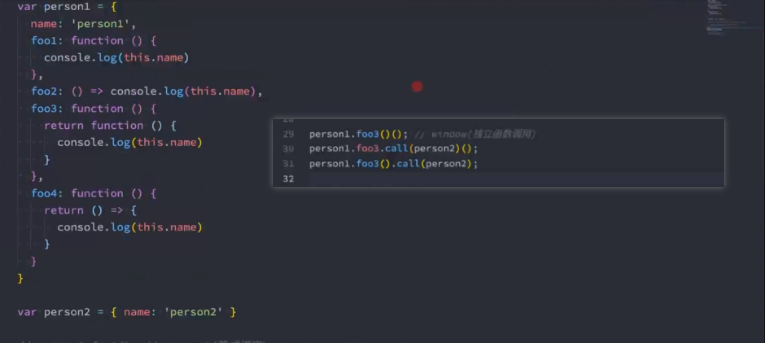 var person1 = {
name: 'person1',
foo1: function () {
console.log(this.name)
},
foo2: () => console.log(this.name),
foo3: function () {
return function () {
console.log(this.name)
}
},
foo4: function () {
return () => {
console.log(this.name)
}
}
}
var person2 = { name: 'person2' }
29 person1.foo3()(); // window(独立函数调用)
30 person1.foo3.call(person2)();
31 person1.foo3().call(person2);
32